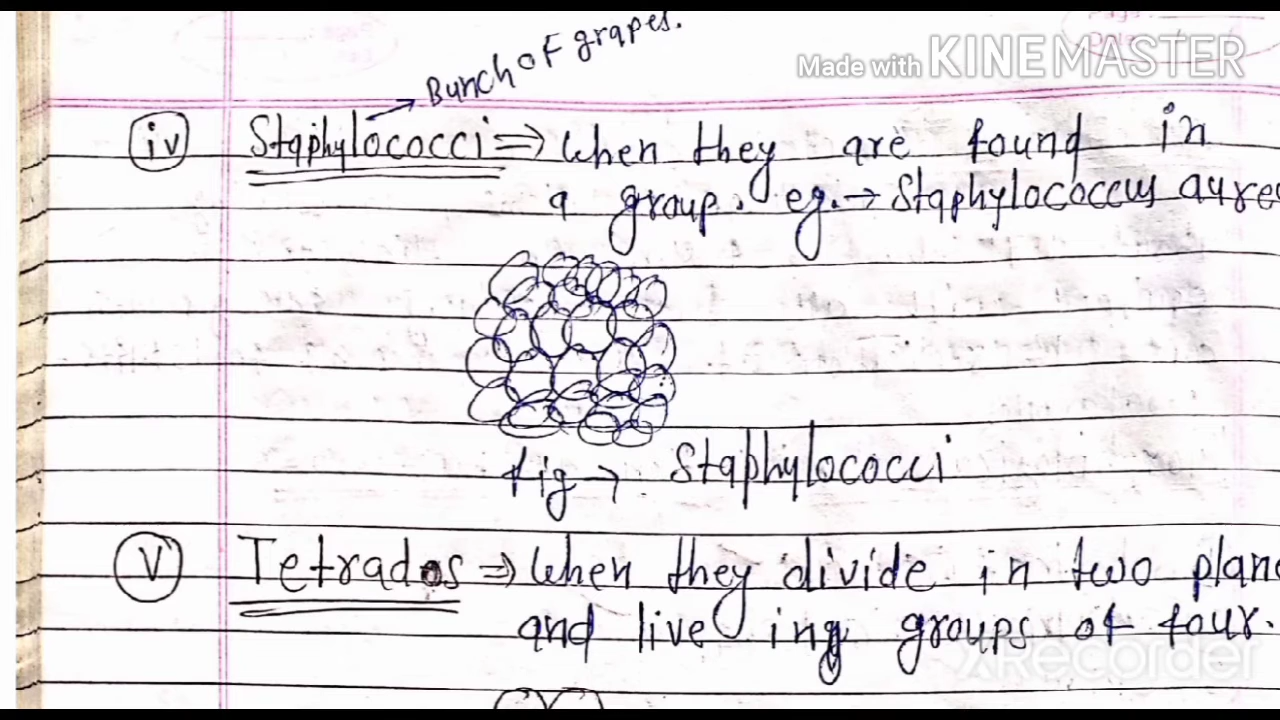 Bunch of grapes.
Made with KINEMASTER
iv Staphylococci ⇒ When they are found in
a group. eg. → Staphylococcus aure
fig → Staphylococci
V Tetrados ⇒ When they divide in two plan
and live ing groups of four.
XRecorder